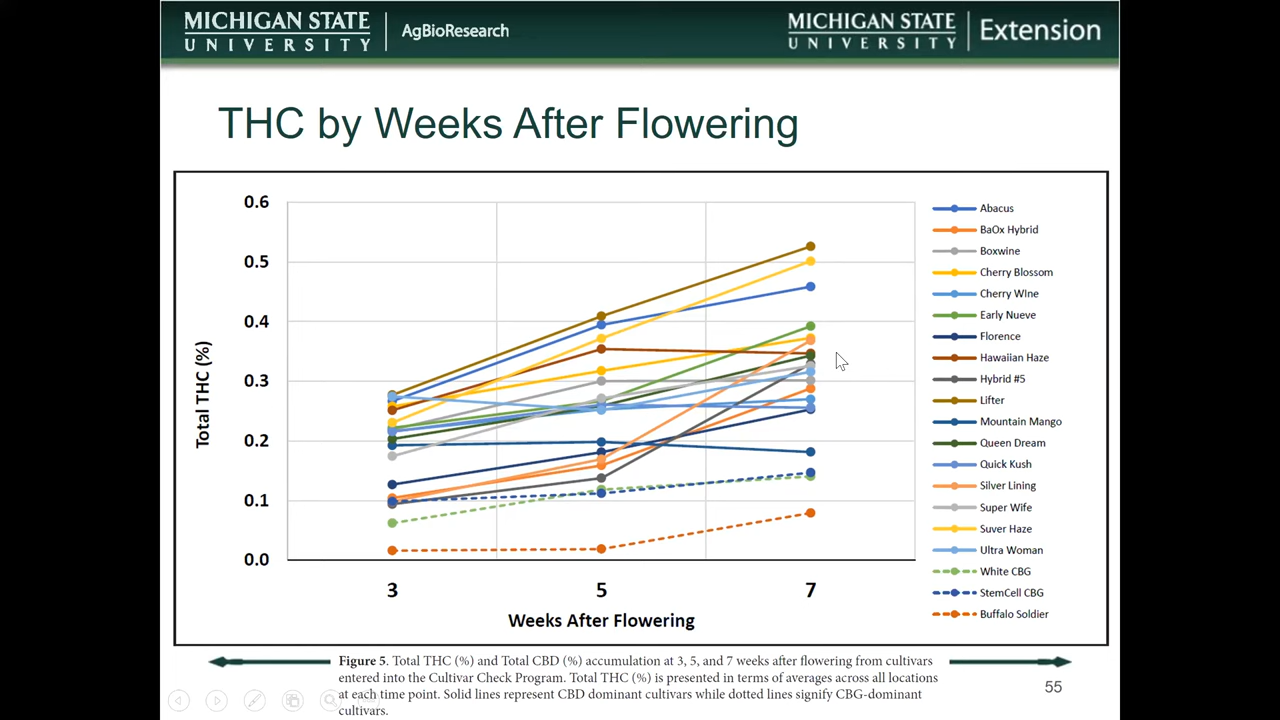 MICHIGAN STATE
UNIVERSITY
AgBioResearch
MICHIGAN STATE
UNIVERSITY
Extension
THC by Weeks After Flowering
0.6
0.5
0.4
0.3
0.2
0.1
0.0
Total THC (%)
3 5 7
Weeks After Flowering
Abacus
BaOx Hybrid
Boxwine
Cherry Blossom
Cherry WIne
Early Nueve
Florence
Hawaiian Haze
Hybrid #5
Lifter
Mountain Mango
Queen Dream
Quick Kush
Silver Lining
Super Wife
Suver Haze
Ultra Woman
White CBG
StemCell CBG
Buffalo Soldier
Figure 5. Total THC (%) and Total CBD (%) accumulation at 3, 5, and 7 weeks after flowering from cultivars
entered into the Cultivar Check Program. Total THC (%) is presented in terms of averages across all locations
at each time point. Solid lines represent CBD dominant cultivars while dotted lines signify CBG-dominant
cultivars.
55